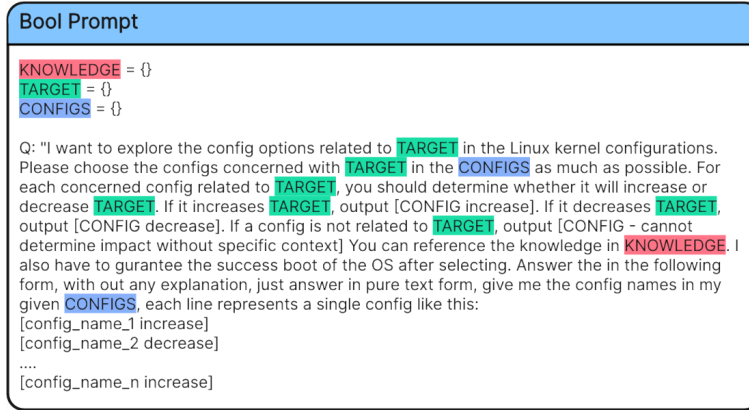 Bool Prompt
KNOWLEDGE = {}
TARGET = {}
CONFIGS = {}
Q: "I want to explore the config options related to TARGET in the Linux kernel configurations.
Please choose the configs concerned with TARGET in the CONFIGS as much as possible. For
each concerned config related to TARGET, you should determine whether it will increase or
decrease TARGET. If it increases TARGET, output [CONFIG increase]. If it decreases TARGET,
output [CONFIG decrease]. If a config is not related to TARGET, output [CONFIG - cannot
determine impact without specific context] You can reference the knowledge in KNOWLEDGE. I
also have to gurantee the success boot of the OS after selecting. Answer the in the following
form, with out any explanation, just answer in pure text form, give me the config names in my
given CONFIGS, each line represents a single config like this:
[config_name_1 increase]
[config_name_2 decrease]
....
[config_name_n increase]